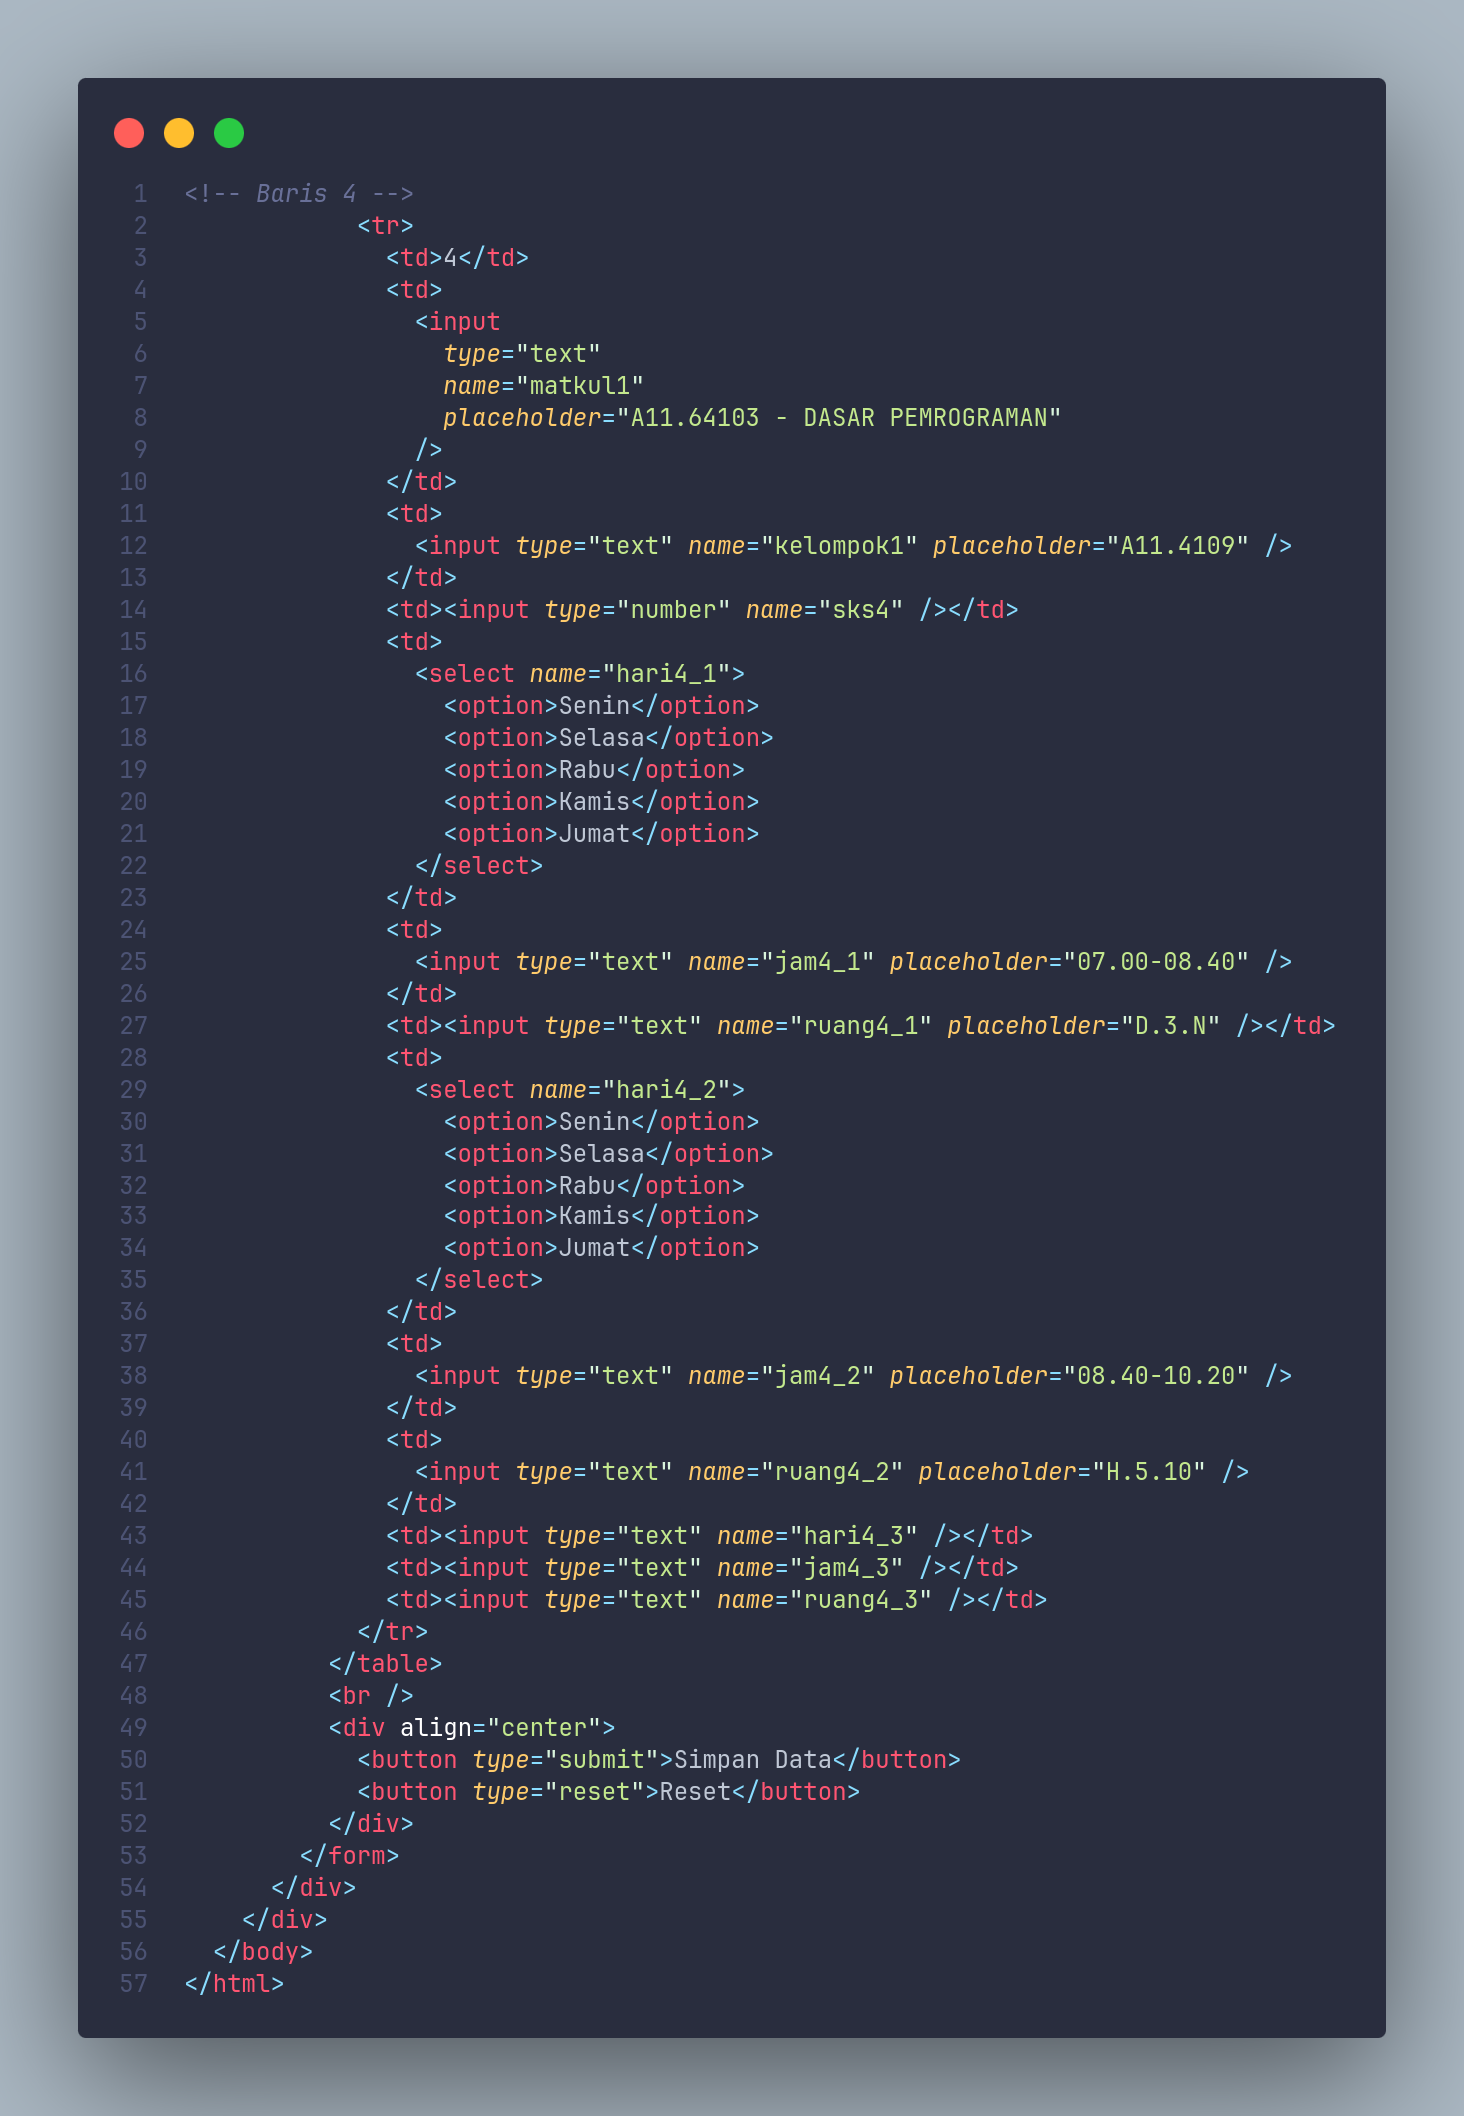 1 <!-- Baris 4 -->
2             <tr>
3               <td>4</td>
4               <td>
5                 <input
6                   type="text"
7                   name="matkul1"
8                   placeholder="A11.64103 - DASAR PEMROGRAMAN"
9                 />
10               </td>
11               <td>
12                 <input type="text" name="kelompok1" placeholder="A11.4109" />
13               </td>
14               <td><input type="number" name="sks4" /></td>
15               <td>
16                 <select name="hari4_1">
17                   <option>Senin</option>
18                   <option>Selasa</option>
19                   <option>Rabu</option>
20                   <option>Kamis</option>
21                   <option>Jumat</option>
22                 </select>
23               </td>
24               <td>
25                 <input type="text" name="jam4_1" placeholder="07.00-08.40" />
26               </td>
27               <td><input type="text" name="ruang4_1" placeholder="D.3.N" /></td>
28               <td>
29                 <select name="hari4_2">
30                   <option>Senin</option>
31                   <option>Selasa</option>
32                   <option>Rabu</option>
33                   <option>Kamis</option>
34                   <option>Jumat</option>
35                 </select>
36               </td>
37               <td>
38                 <input type="text" name="jam4_2" placeholder="08.40-10.20" />
39               </td>
40               <td>
41                 <input type="text" name="ruang4_2" placeholder="H.5.10" />
42               </td>
43               <td><input type="text" name="hari4_3" /></td>
44               <td><input type="text" name="jam4_3" /></td>
45               <td><input type="text" name="ruang4_3" /></td>
46             </tr>
47           </table>
48           <br />
49           <div align="center">
50             <button type="submit">Simpan Data</button>
51             <button type="reset">Reset</button>
52           </div>
53         </form>
54       </div>
55     </div>
56   </body>
57 </html>